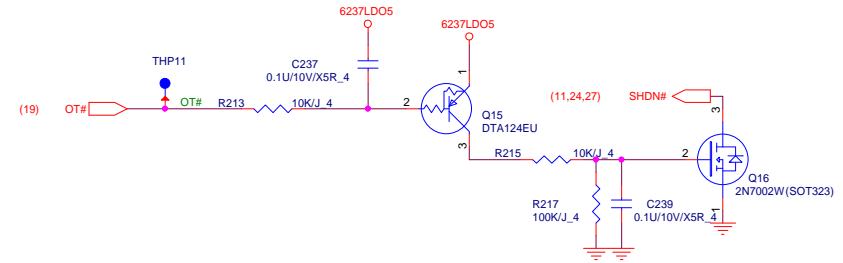 6237LDO5
6237LDO5
THP11
C237
0.1U/10V/X5R_4
1
(19)
OT#
OT#
R213
10K/J_4
2
Q15
DTA124EU
3
(11,24,27)
SHDN#
3
R215
10K/J_4
2
Q16
2N7002W(SOT323)
1
R217
100K/J_4
C239
0.1U/10V/X5R_4